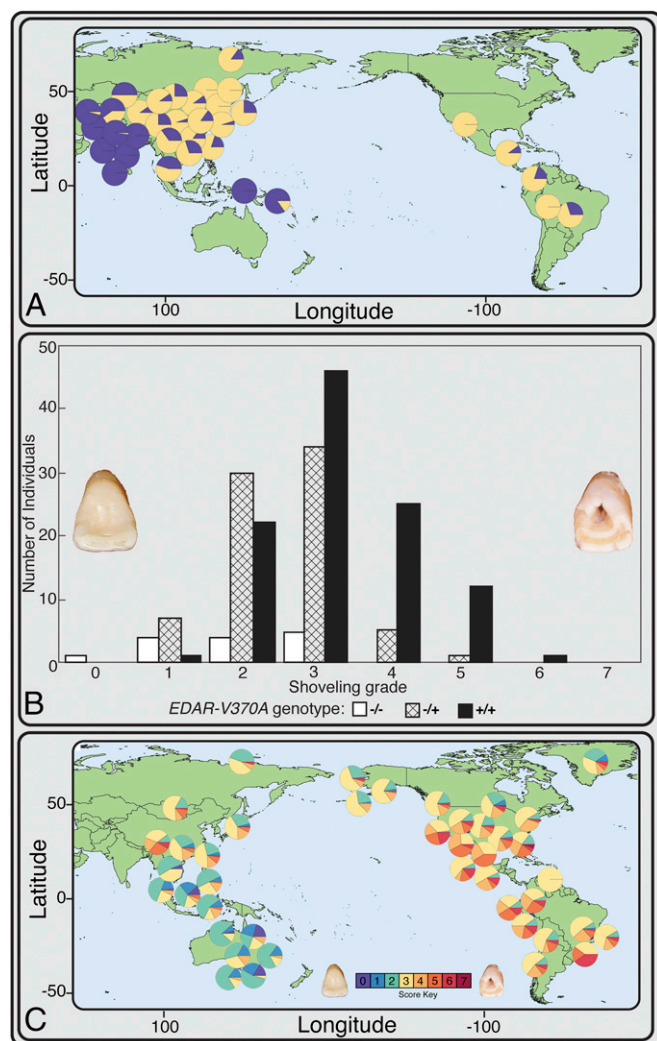 50
Latitude
0
-50
A
100
Longitude
-100
50
40
30
20
10
0
Number of Individuals
0 1 2 3 4 5 6 7
Shoveling grade
B
EDAR-V370A genotype: -/- -/+ +/+
50
Latitude
0
-50
0 1 2 3 4 5 6 7
Score Key
C
100
Longitude
-100